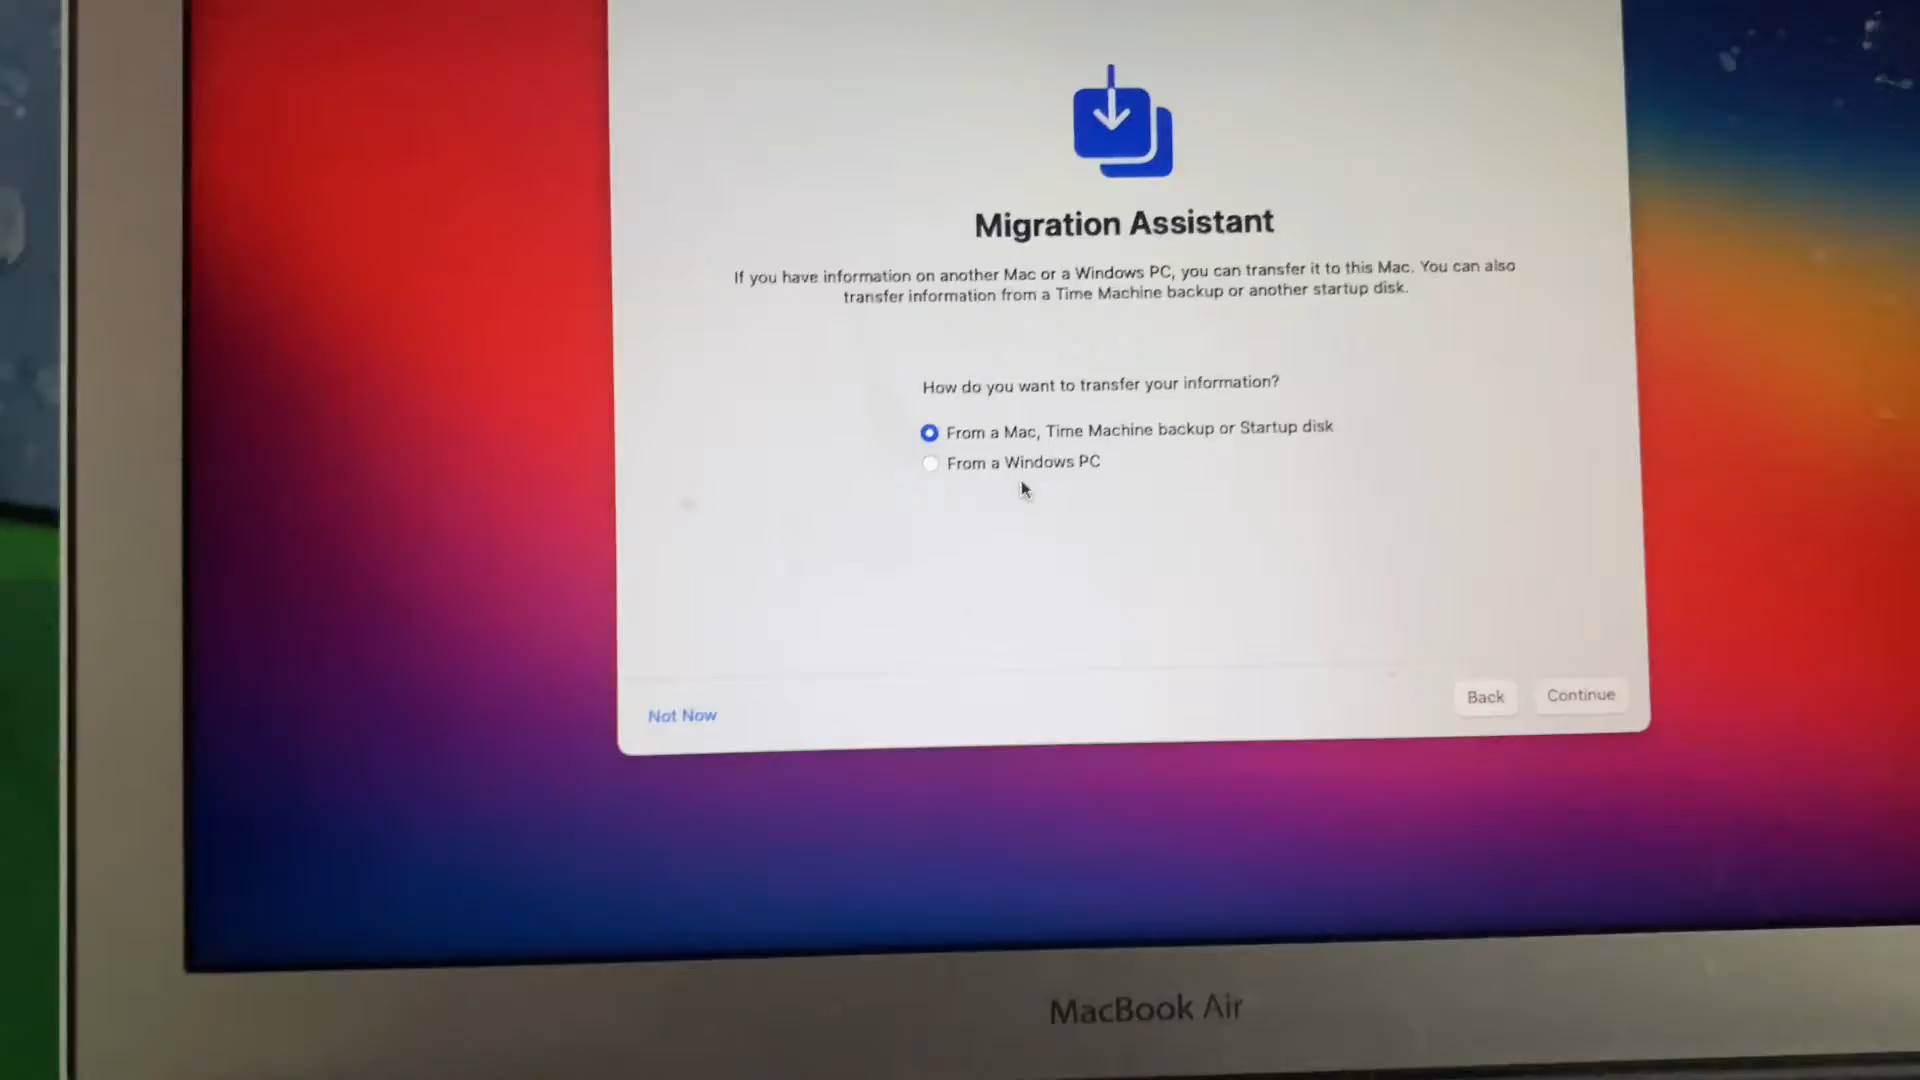 Migration Assistant
If you have information on another Mac or a Windows PC, you can transfer it to this Mac. You can also
transfer information from a Time Machine backup or another startup disk.
How do you want to transfer your information?
From a Mac, Time Machine backup or Startup disk
From a Windows PC
Not Now
Back
Continue
MacBook Air